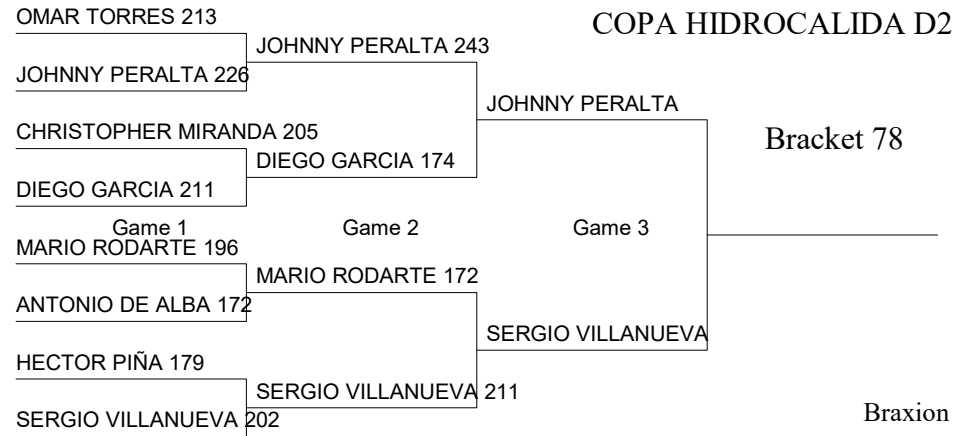 OMAR TORRES 213
COPA HIDROCALIDA D2
JOHNNY PERALTA 243
JOHNNY PERALTA 226
JOHNNY PERALTA
CHRISTOPHER MIRANDA 205
Bracket 78
DIEGO GARCIA 174
DIEGO GARCIA 211
Game 1
Game 2
Game 3
MARIO RODARTE 196
MARIO RODARTE 172
ANTONIO DE ALBA 172
SERGIO VILLANUEVA
HECTOR PIÑA 179
SERGIO VILLANUEVA 211
SERGIO VILLANUEVA 202
Braxion